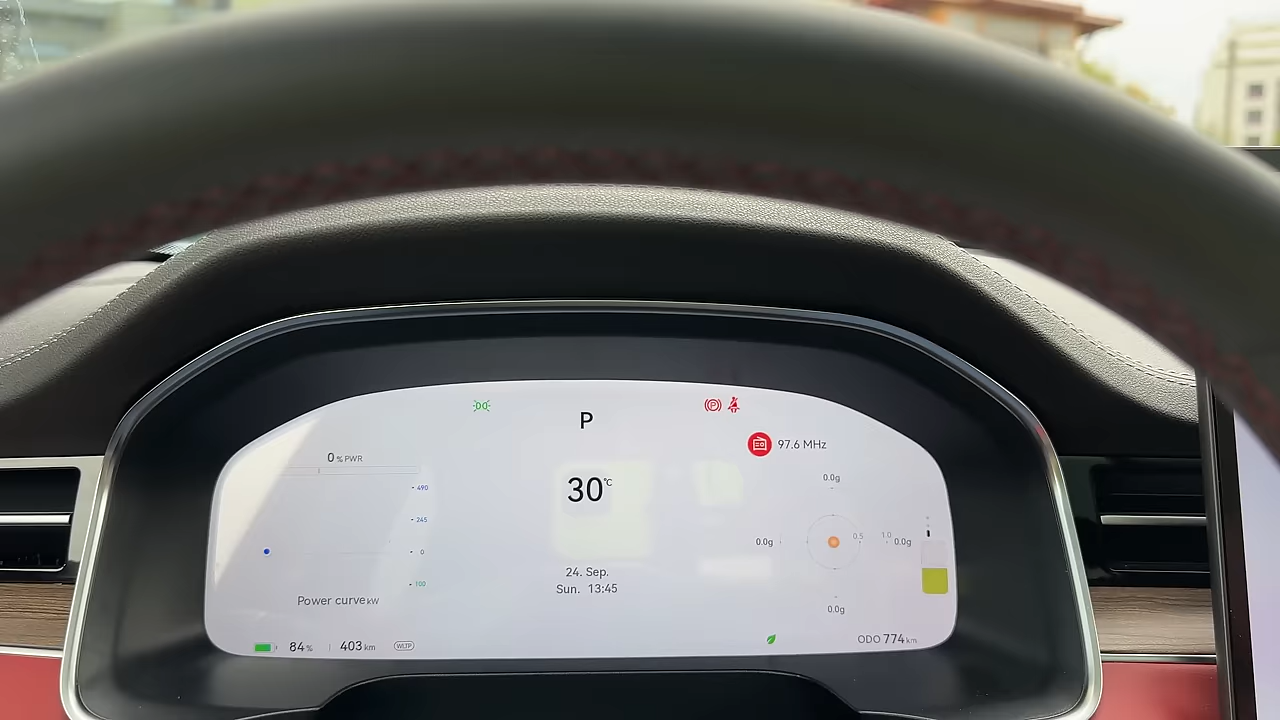 P
97.6 MHz
0 % PWR
490
245
0
100
Power curve kW
30 °C
24. Sep.
Sun. 13:45
0.0g
0.0g
0.5
1.0
0.0g
0.0g
84 %
403 km
WLTP
ODO 774 km